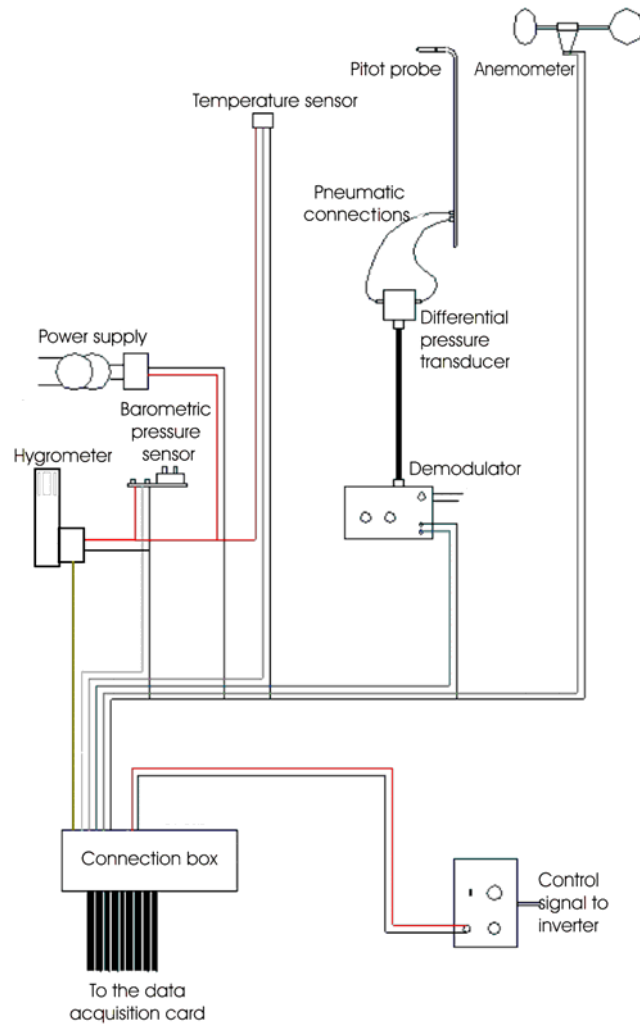 Pitot probe
Anemometer
Temperature sensor
Pneumatic
connections
Differential
pressure
transducer
Power supply
Barometric
pressure
sensor
Hygrometer
Demodulator
Connection box
Control
signal to
inverter
To the data
acquisition card